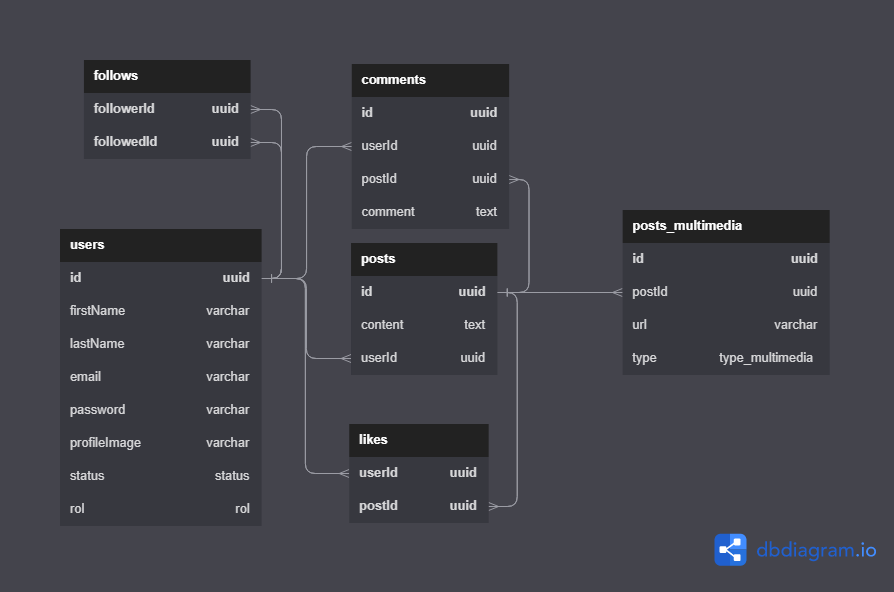 follows
followerId uuid
followedId uuid
users
id uuid
firstName varchar
lastName varchar
email varchar
password varchar
profileImage varchar
status status
rol rol
comments
id uuid
userId uuid
postId uuid
comment text
posts
id uuid
content text
userId uuid
likes
userId uuid
postId uuid
posts_multimedia
id uuid
postId uuid
url varchar
type type_multimedia
dbdiagram.io